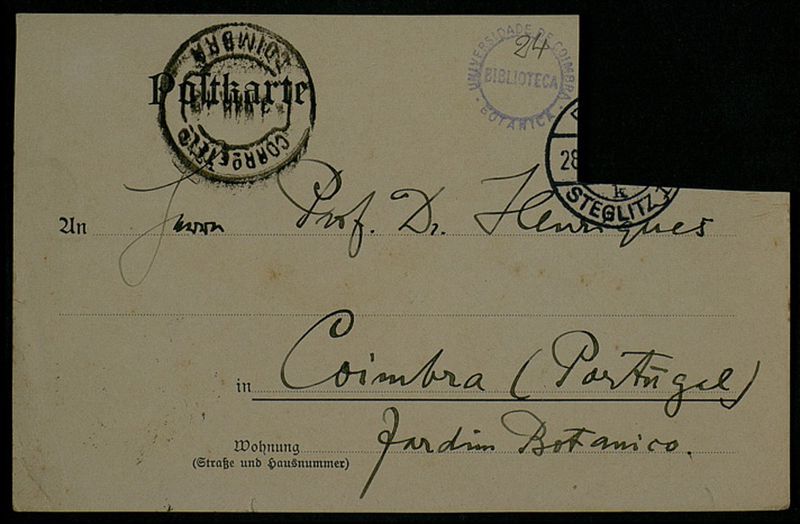 Postkarte
COIMBRA
UNIVERSIDADE DE COIMBRA
24
BIBLIOTECA
BOTANICA
28
k
STEGLITZ 1
An Herrn Prof. Dr. Henriques
in Coimbra (Portugal)
Wohnung Jardim Botanico.
(Straße und Hausnummer)